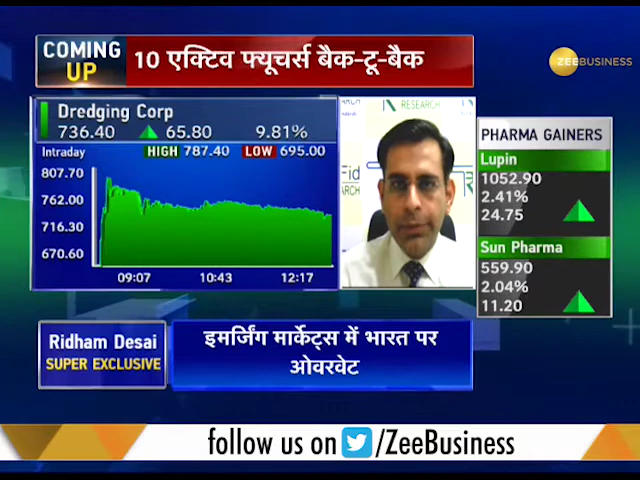 COMING UP
10 एक्टिव फ्यूचर्स बैक-टू-बैक
ZEEBUSINESS
Dredging Corp
736.40 65.80 9.81%
Intraday HIGH 787.40 LOW 695.00
807.70
762.00
716.30
670.60
09:07 10:43 12:17
RESEARCH
PHARMA GAINERS
Lupin
1052.90
2.41%
24.75
Sun Pharma
559.90
2.04%
11.20
Ridham Desai
SUPER EXCLUSIVE
इमर्जिंग मार्केट्स में भारत पर
ओवरवेट
follow us on /ZeeBusiness